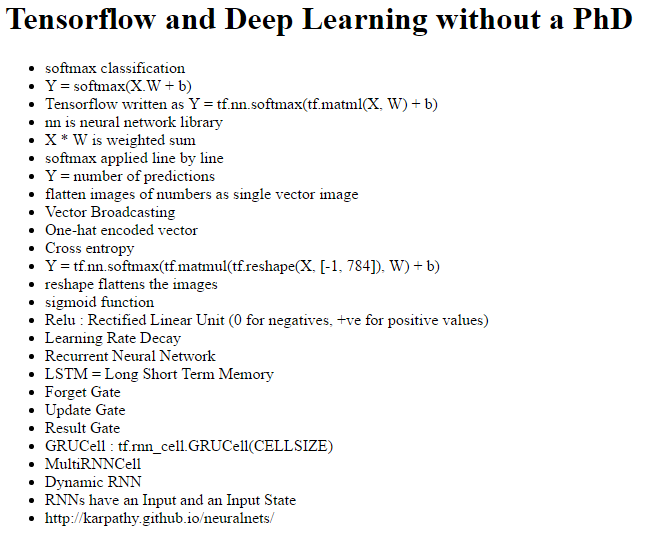 Tensorflow and Deep Learning without a PhD
softmax classification
Y = softmax(X.W + b)
Tensorflow written as Y = tf.nn.softmax(tf.matml(X, W) + b)
nn is neural network library
X * W is weighted sum
softmax applied line by line
Y = number of predictions
flatten images of numbers as single vector image
Vector Broadcasting
One-hat encoded vector
Cross entropy
Y = tf.nn.softmax(tf.matmul(tf.reshape(X, [-1, 784]), W) + b)
reshape flattens the images
sigmoid function
Relu : Rectified Linear Unit (0 for negatives, +ve for positive values)
Learning Rate Decay
Recurrent Neural Network
LSTM = Long Short Term Memory
Forget Gate
Update Gate
Result Gate
GRUCell : tf.rnn_cell.GRUCell(CELLSIZE)
MultiRNNCell
Dynamic RNN
RNNs have an Input and an Input State
http://karpathy.github.io/neuralnets/